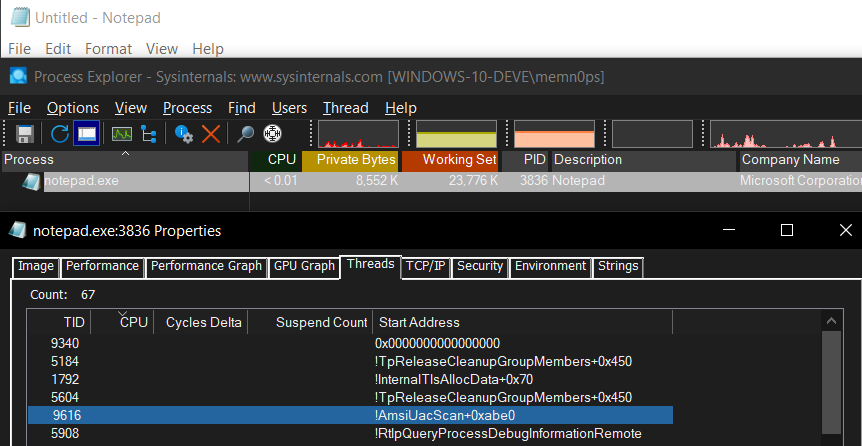 Untitled - Notepad
File Edit Format View Help
Process Explorer - Sysinternals: www.sysinternals.com [WINDOWS-10-DEVE\memn0ps]
File Options View Process Find Users Thread Help
Process CPU Private Bytes Working Set PID Description Company Name
notepad.exe < 0.01 8,552 K 23,776 K 3836 Notepad Microsoft Corporation
notepad.exe:3836 Properties
Image Performance Performance Graph GPU Graph Threads TCP/IP Security Environment Strings
Count: 67
TID CPU Cycles Delta Suspend Count Start Address
9340 0x0000000000000000
5184 !TpReleaseCleanupGroupMembers+0x450
1792 !InternalTlsAllocData+0x70
5604 !TpReleaseCleanupGroupMembers+0x450
9616 !AmsiUacScan+0xabe0
5908 !RtlpQueryProcessDebugInformationRemote